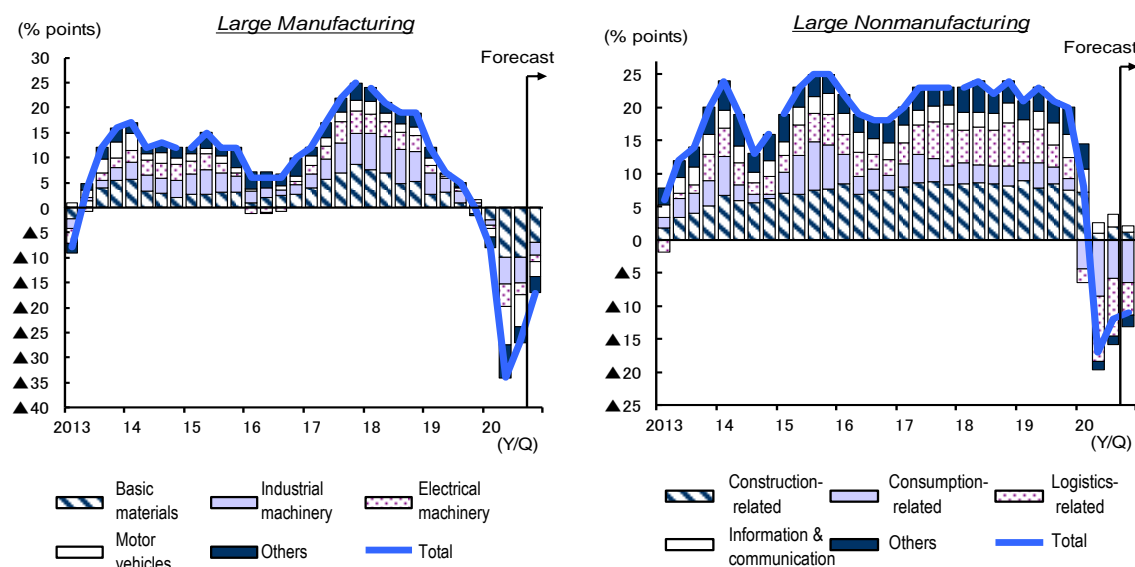 Large Manufacturing
(% points)
Forecast
30
25
20
15
10
5
0
▲5
▲10
▲15
▲20
▲25
▲30
▲35
▲40
2013 14 15 16 17 18 19 20
(Y/Q)
Basic materials
Industrial machinery
Electrical machinery
Motor vehicles
Others
Total
Large Nonmanufacturing
(% points)
Forecast
25
20
15
10
5
0
▲5
▲10
▲15
▲20
▲25
2013 14 15 16 17 18 19 20
(Y/Q)
Construction-related
Consumption-related
Logistics-related
Information & communication
Others
Total